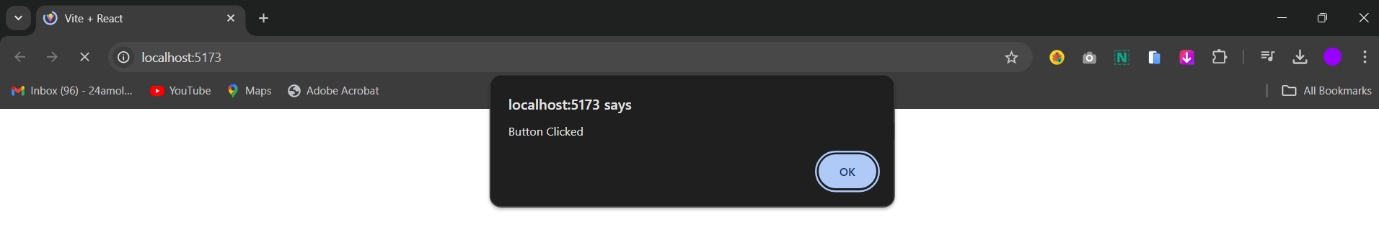 Vite + React
localhost:5173
Inbox (96) - 24amol... YouTube Maps Adobe Acrobat All Bookmarks
localhost:5173 says
Button Clicked
OK